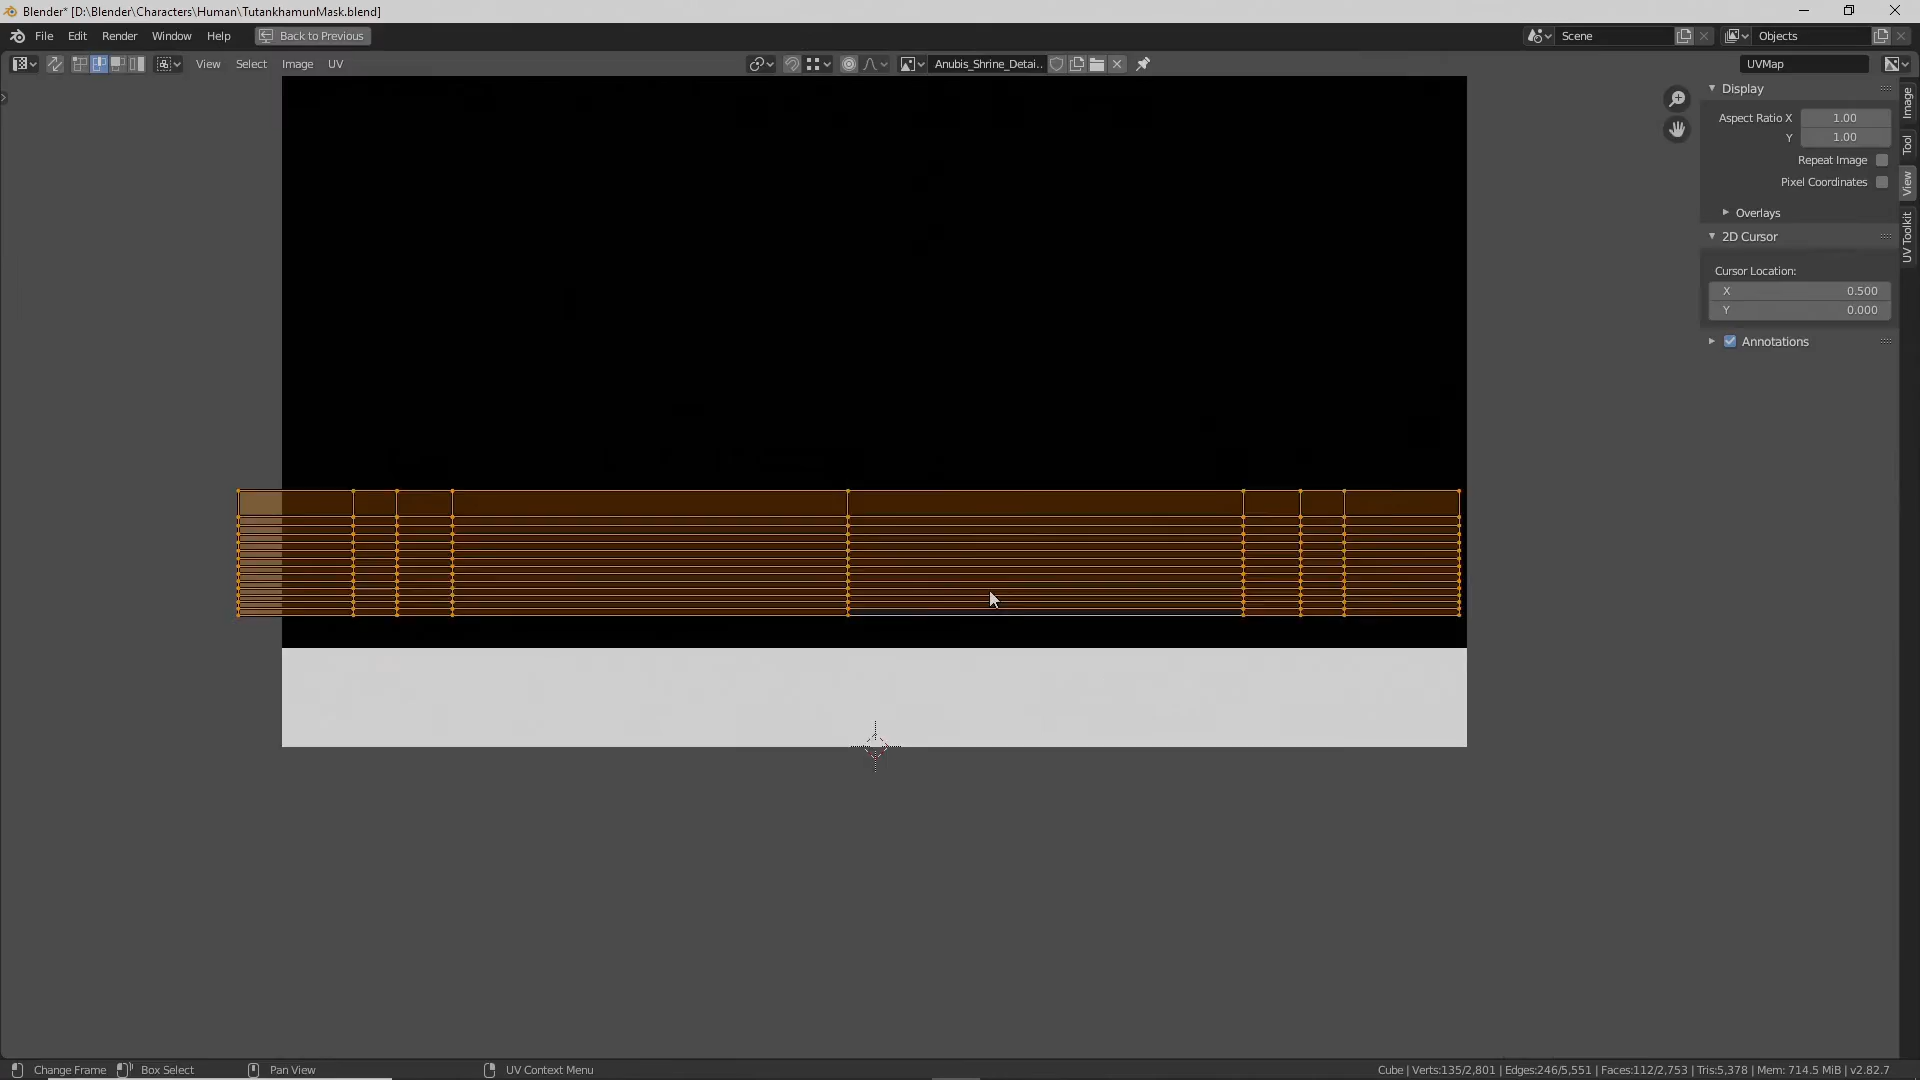 Blender* [D:\Blender\Characters\Human\TutankhamunMask.blend]
File Edit Render Window Help Back to Previous Scene Objects
View Select Image UV Anubis_Shrine_Detai.. UVMap
Display
Aspect Ratio X 1.00
Y 1.00
Repeat Image
Pixel Coordinates
Overlays
2D Cursor
Cursor Location:
X 0.500
Y 0.000
Annotations
Image
Tool
View
UV Toolkit
Change Frame Box Select Pan View UV Context Menu Cube | Verts:135/2,801 | Edges:246/5,551 | Faces:112/2,753 | Tris:5,378 | Mem: 714.5 MiB | v2.82.7